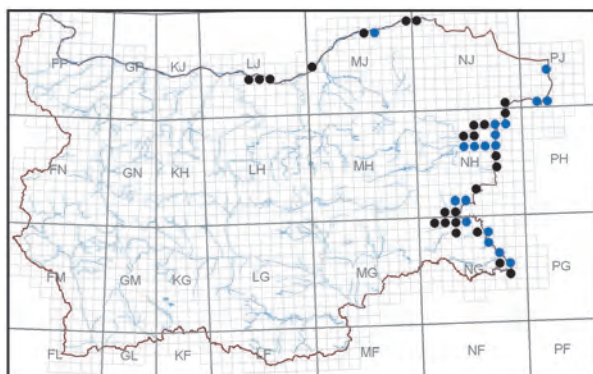 FP GP KJ LJ MJ NJ PJ
FN GN KH LH MH NH PH
FM GM KG LG MG NG PG
FL GL KF LF MF NF PF